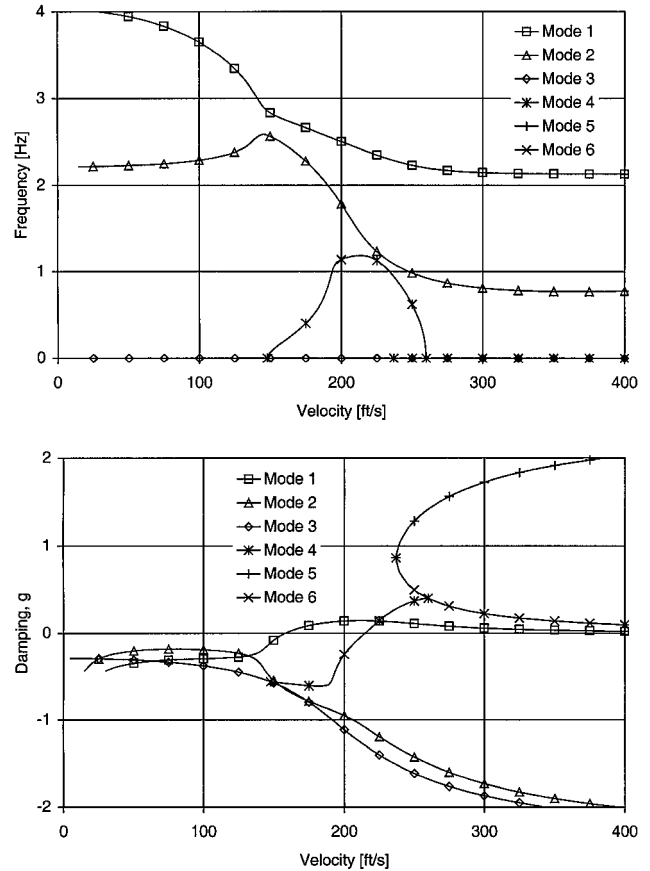 4
3
2
1
0
Frequency [Hz]
Mode 1
Mode 2
Mode 3
Mode 4
Mode 5
Mode 6
0 100 200 300 400
Velocity [ft/s]
2
1
0
-1
-2
Damping, g
Mode 1
Mode 2
Mode 3
Mode 4
Mode 5
Mode 6
0 100 200 300 400
Velocity [ft/s]